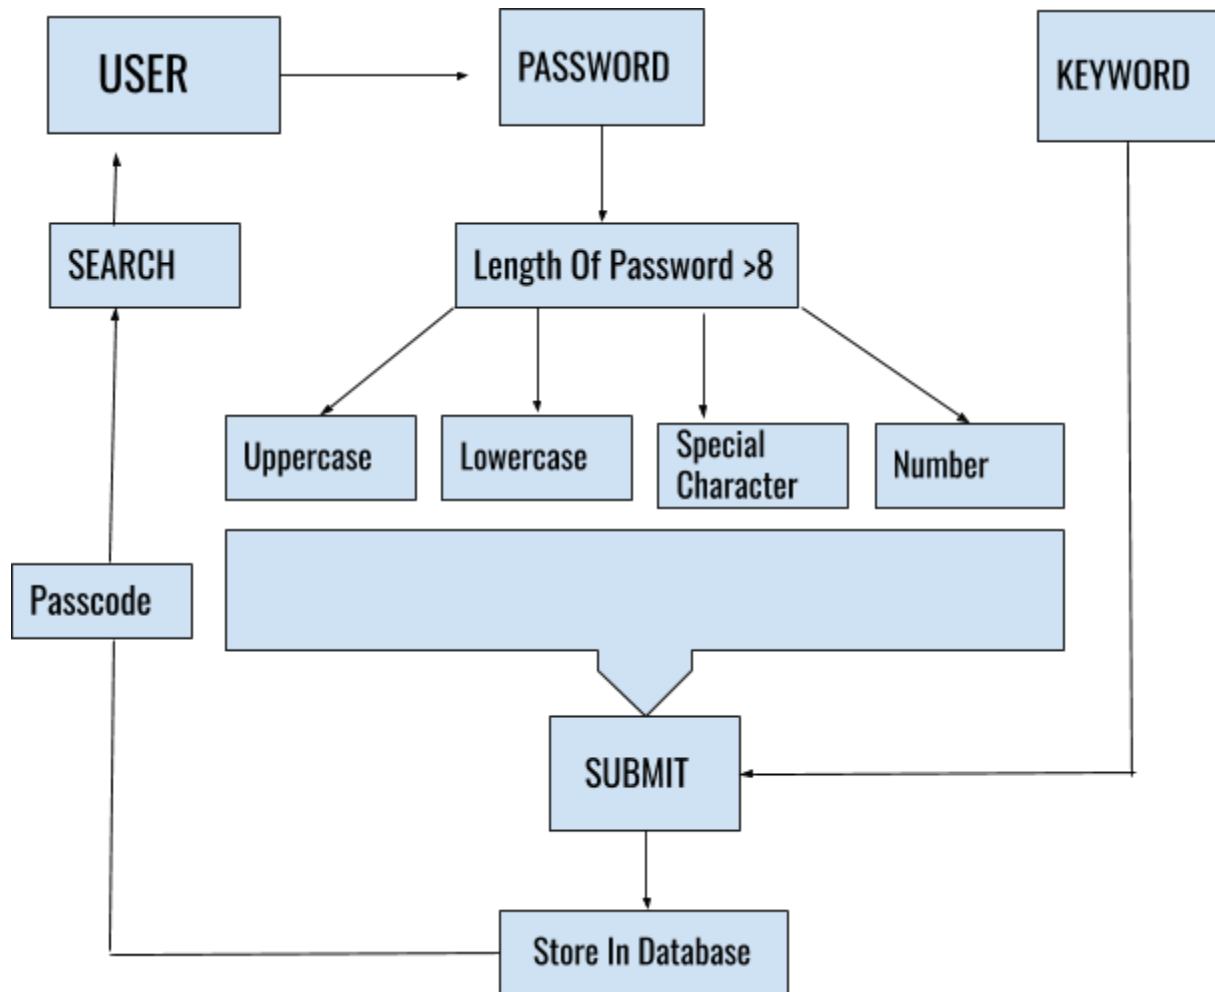 USER
PASSWORD
KEYWORD
SEARCH
Length Of Password >8
Uppercase
Lowercase
Special
Character
Number
Passcode
SUBMIT
Store In Database